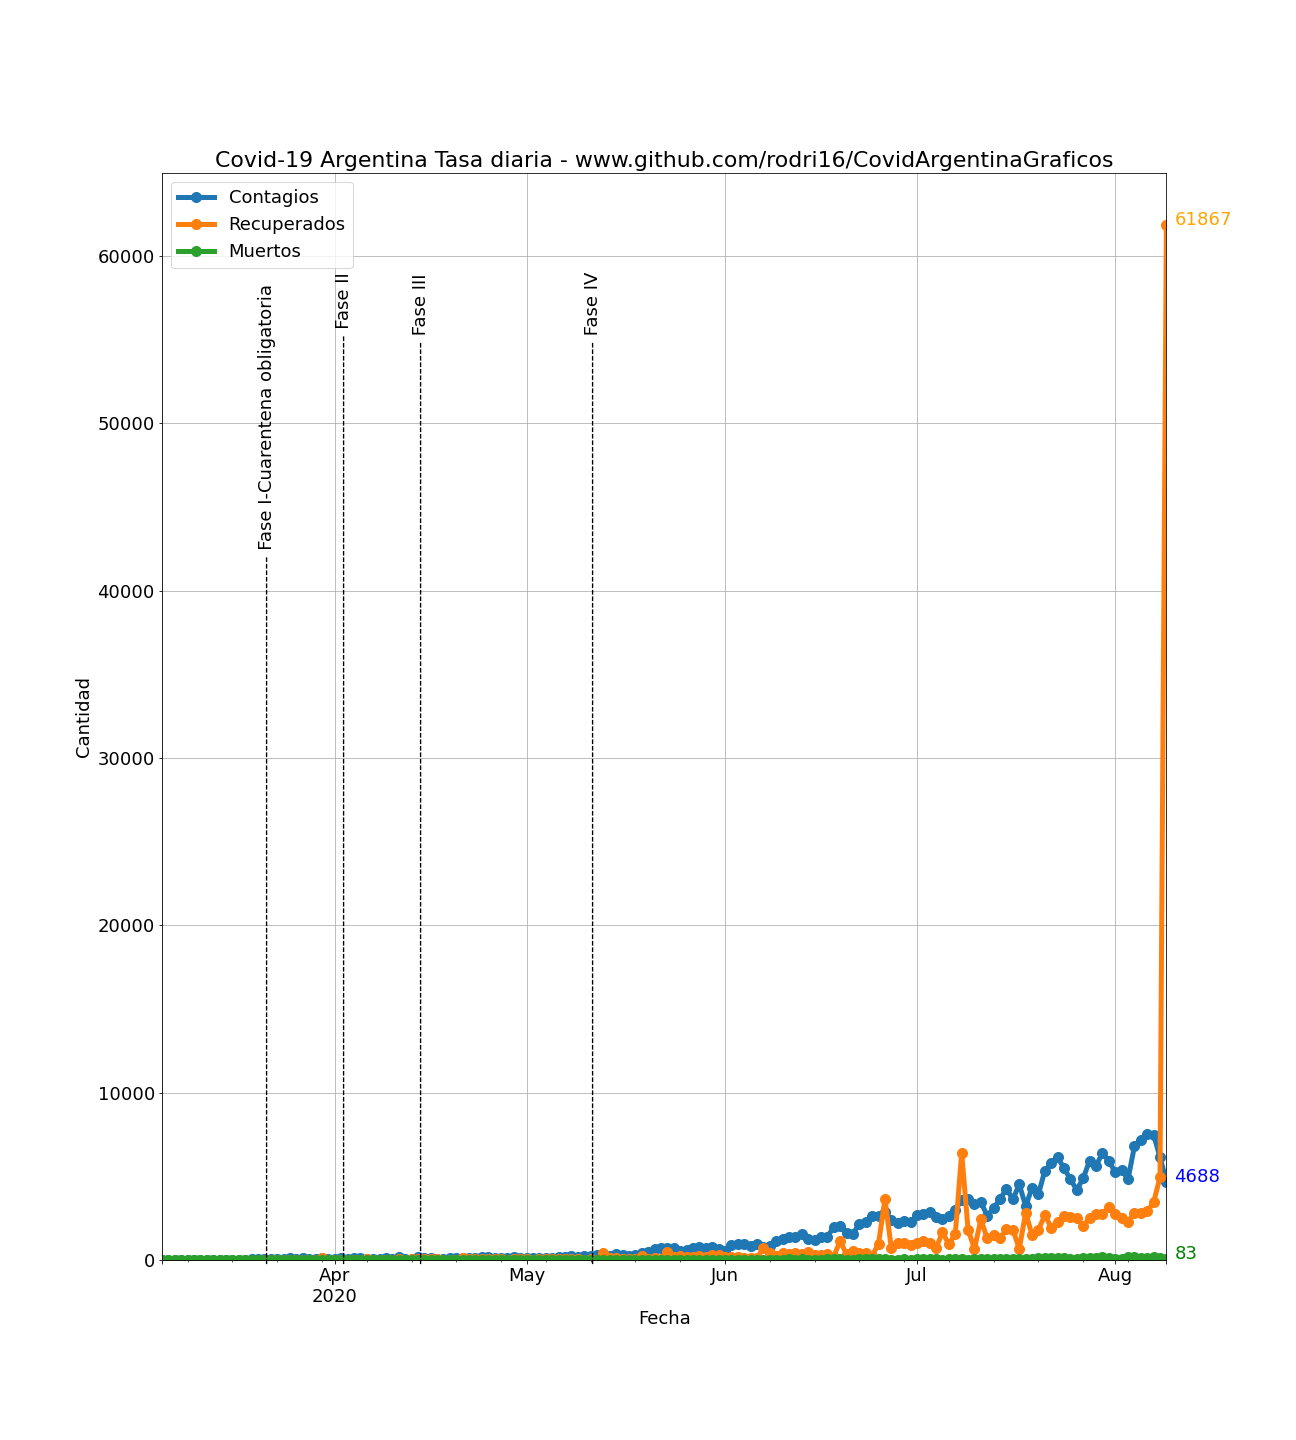 Covid-19 Argentina Tasa diaria - www.github.com/rodri16/CovidArgentinaGraficos
Contagios
Recuperados
Muertos
61867
60000
Fase I-Cuarentena obligatoria
Fase II
Fase III
Fase IV
50000
40000
Cantidad
30000
20000
10000
4688
83
0
Apr
2020
May
Jun
Jul
Aug
Fecha